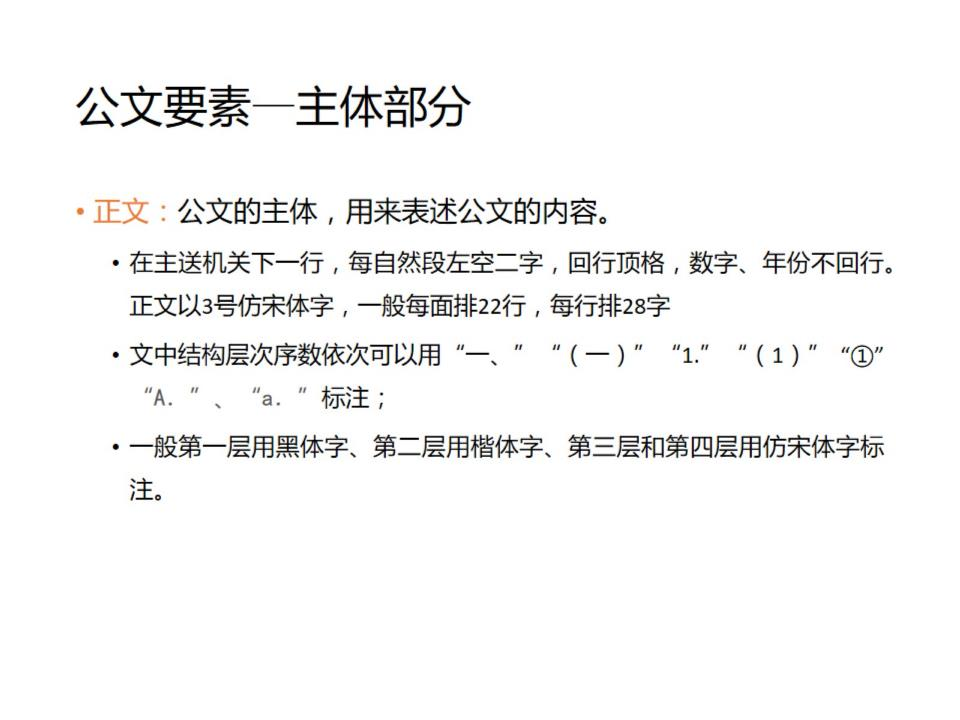 公文要素—主体部分
• 正文：公文的主体，用来表述公文的内容。
• 在主送机关下一行，每自然段左空二字，回行顶格，数字、年份不回行。
正文以3号仿宋体字，一般每面排22行，每行排28字
• 文中结构层次序数依次可以用“一、”“（一）”“1.”“（1）”“①”
“A．”、“a．”标注；
• 一般第一层用黑体字、第二层用楷体字、第三层和第四层用仿宋体字标
注。